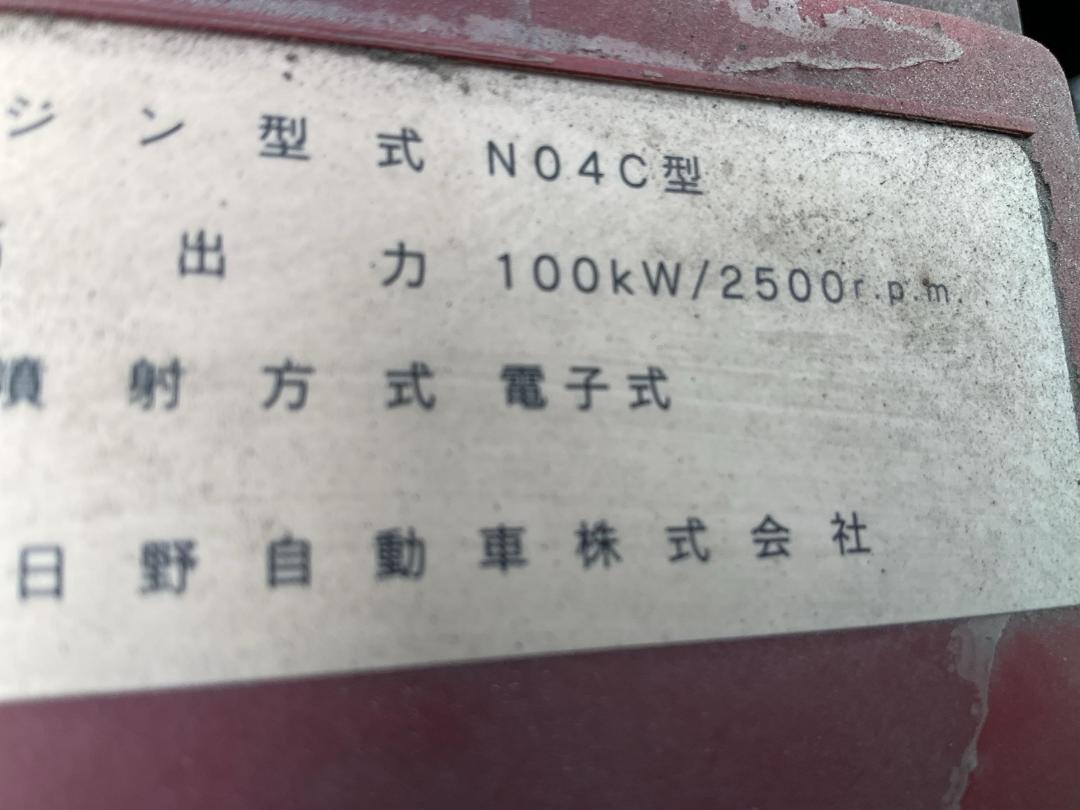 ジン型式 N04C型
出力 100kW/2500r.p.m.
噴射方式 電子式
日野自動車株式会社